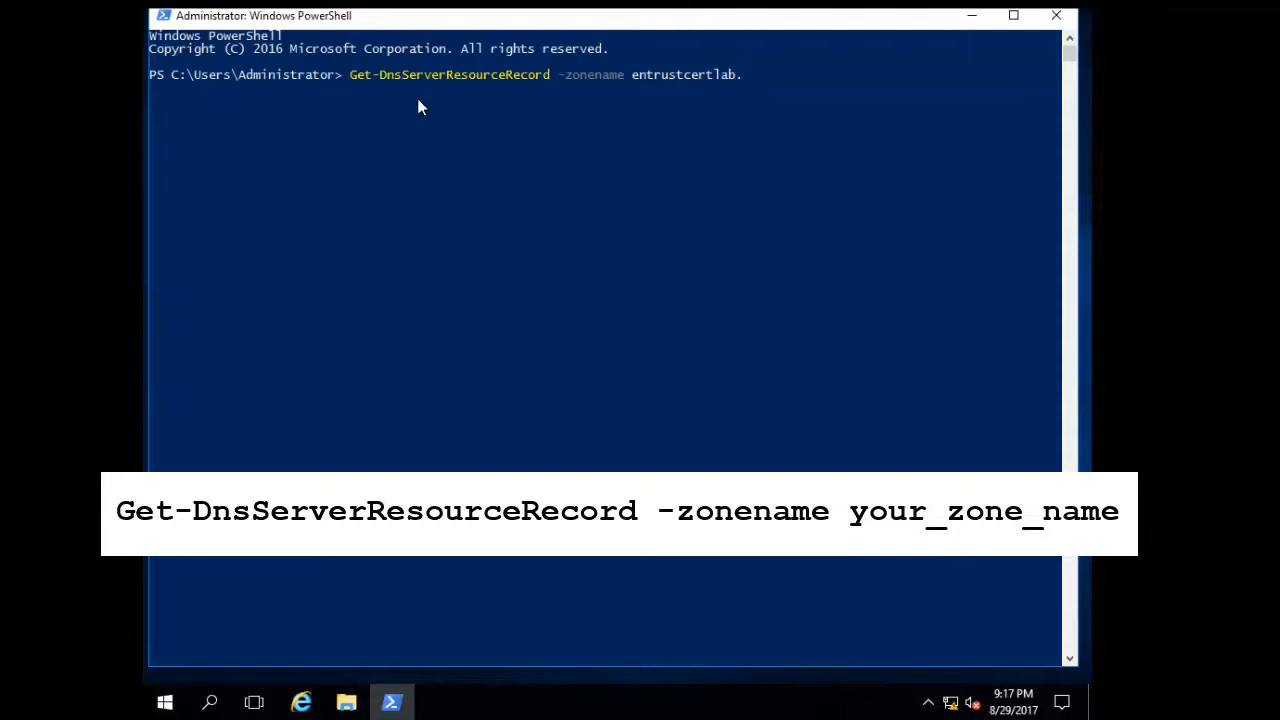 Administrator: Windows PowerShell
Windows PowerShell
Copyright (C) 2016 Microsoft Corporation. All rights reserved.
PS C:\Users\Administrator> Get-DnsServerResourceRecord -zonename entrustcertlab.
Get-DnsServerResourceRecord -zonename your_zone_name
9:17 PM
8/29/2017